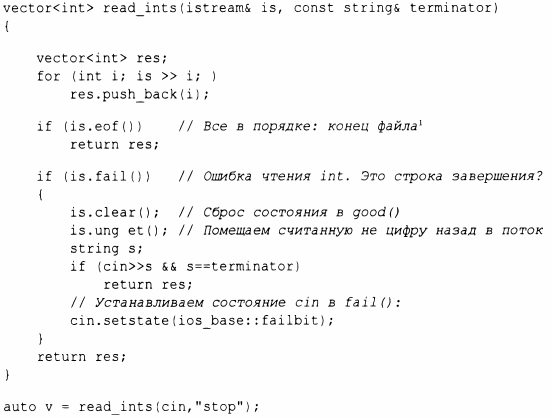 vector<int> read_ints(istream& is, const string& terminator)
{
vector<int> res;
for (int i; is >> i; )
res.push_back(i);
if (is.eof()) // Все в порядке: конец файла¹
return res;
if (is.fail()) // Ошибка чтения int. Это строка завершения?
{
is.clear(); // Сброс состояния в good()
is.ung et(); // Помещаем считанную не цифру назад в поток
string s;
if (cin>>s && s==terminator)
return res;
// Устанавливаем состояние cin в fail():
cin.setstate(ios_base::failbit);
}
return res;
}
auto v = read_ints(cin,"stop");